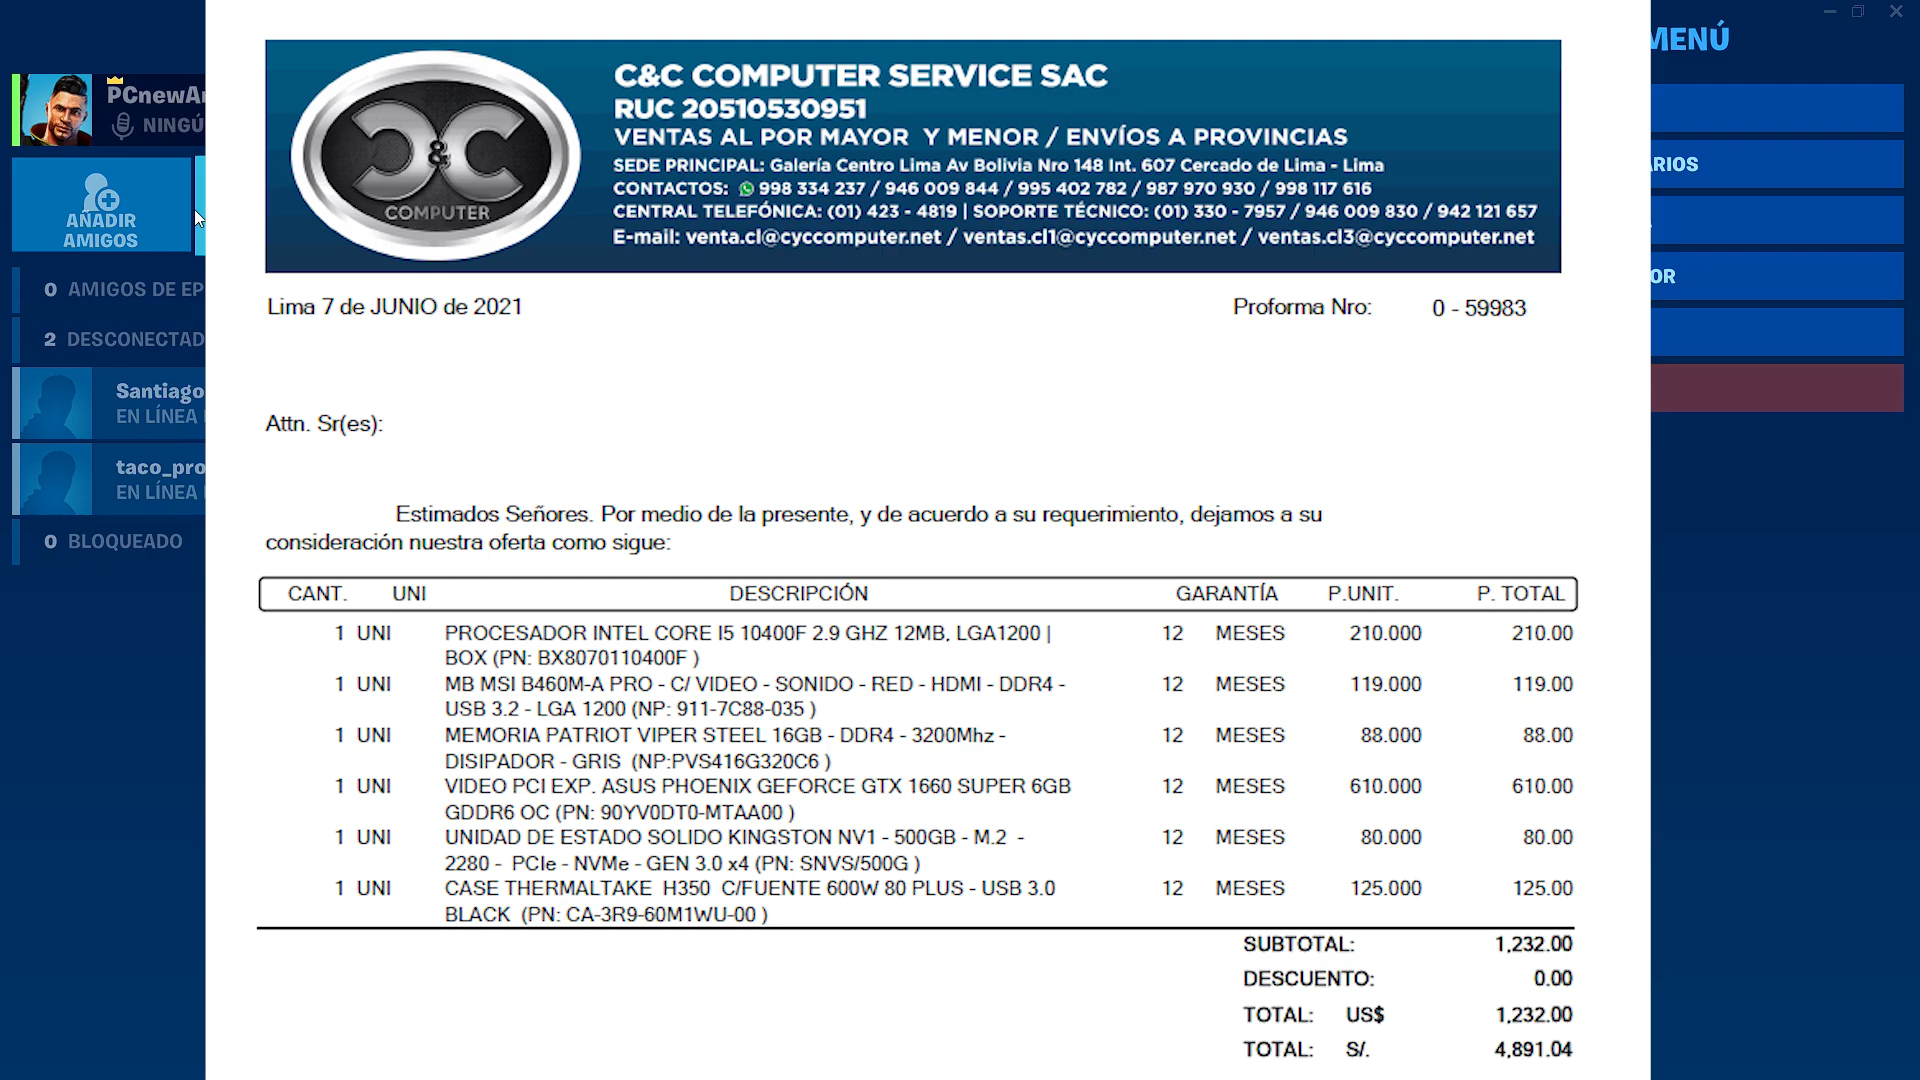 C&C COMPUTER SERVICE SAC
RUC 20510530951
VENTAS AL POR MAYOR Y MENOR / ENVÍOS A PROVINCIAS
SEDE PRINCIPAL: Galería Centro Lima Av Bolivia Nro 148 Int. 607 Cercado de Lima - Lima
CONTACTOS: 998 334 237 / 946 009 844 / 995 402 782 / 987 970 930 / 998 117 616
CENTRAL TELEFÓNICA: (01) 423 - 4819 | SOPORTE TÉCNICO: (01) 330 - 7957 / 946 009 830 / 942 121 657
E-mail: venta.cl@cyccomputer.net / ventas.cl1@cyccomputer.net / ventas.cl3@cyccomputer.net
C&C
COMPUTER
Lima 7 de JUNIO de 2021 Proforma Nro: 0 - 59983
Attn. Sr(es):
Estimados Señores. Por medio de la presente, y de acuerdo a su requerimiento, dejamos a su
consideración nuestra oferta como sigue:
CANT. UNI DESCRIPCIÓN GARANTÍA P.UNIT. P. TOTAL
1 UNI PROCESADOR INTEL CORE I5 10400F 2.9 GHZ 12MB, LGA1200 | 12 MESES 210.000 210.00
BOX (PN: BX8070110400F )
1 UNI MB MSI B460M-A PRO - C/ VIDEO - SONIDO - RED - HDMI - DDR4 - 12 MESES 119.000 119.00
USB 3.2 - LGA 1200 (NP: 911-7C88-035 )
1 UNI MEMORIA PATRIOT VIPER STEEL 16GB - DDR4 - 3200Mhz - 12 MESES 88.000 88.00
DISIPADOR - GRIS (NP:PVS416G320C6 )
1 UNI VIDEO PCI EXP. ASUS PHOENIX GEFORCE GTX 1660 SUPER 6GB 12 MESES 610.000 610.00
GDDR6 OC (PN: 90YV0DT0-MTAA00 )
1 UNI UNIDAD DE ESTADO SOLIDO KINGSTON NV1 - 500GB - M.2 - 12 MESES 80.000 80.00
2280 - PCIe - NVMe - GEN 3.0 x4 (PN: SNVS/500G )
1 UNI CASE THERMALTAKE H350 C/FUENTE 600W 80 PLUS - USB 3.0 12 MESES 125.000 125.00
BLACK (PN: CA-3R9-60M1WU-00 )
SUBTOTAL: 1,232.00
DESCUENTO: 0.00
TOTAL: US$ 1,232.00
TOTAL: S/. 4,891.04
PCnewAr
NINGÚ
AÑADIR
AMIGOS
0 AMIGOS DE EP
2 DESCONECTAD
Santiago
EN LÍNEA
taco_pro
EN LÍNEA
0 BLOQUEADO
MENÚ
RIOS
OR